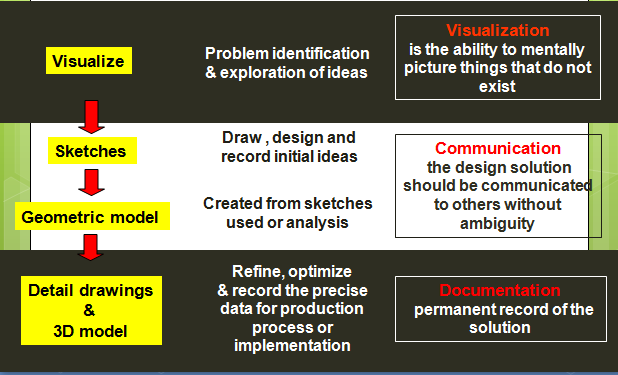 Visualize
Problem identification
& exploration of ideas
Visualization
is the ability to mentally
picture things that do not
exist
Sketches
Draw , design and
record initial ideas
Communication
the design solution
should be communicated
to others without
ambiguity
Geometric model
Created from sketches
used or analysis
Detail drawings
&
3D model
Refine, optimize
& record the precise
data for production
process or
implementation
Documentation
permanent record of the
solution